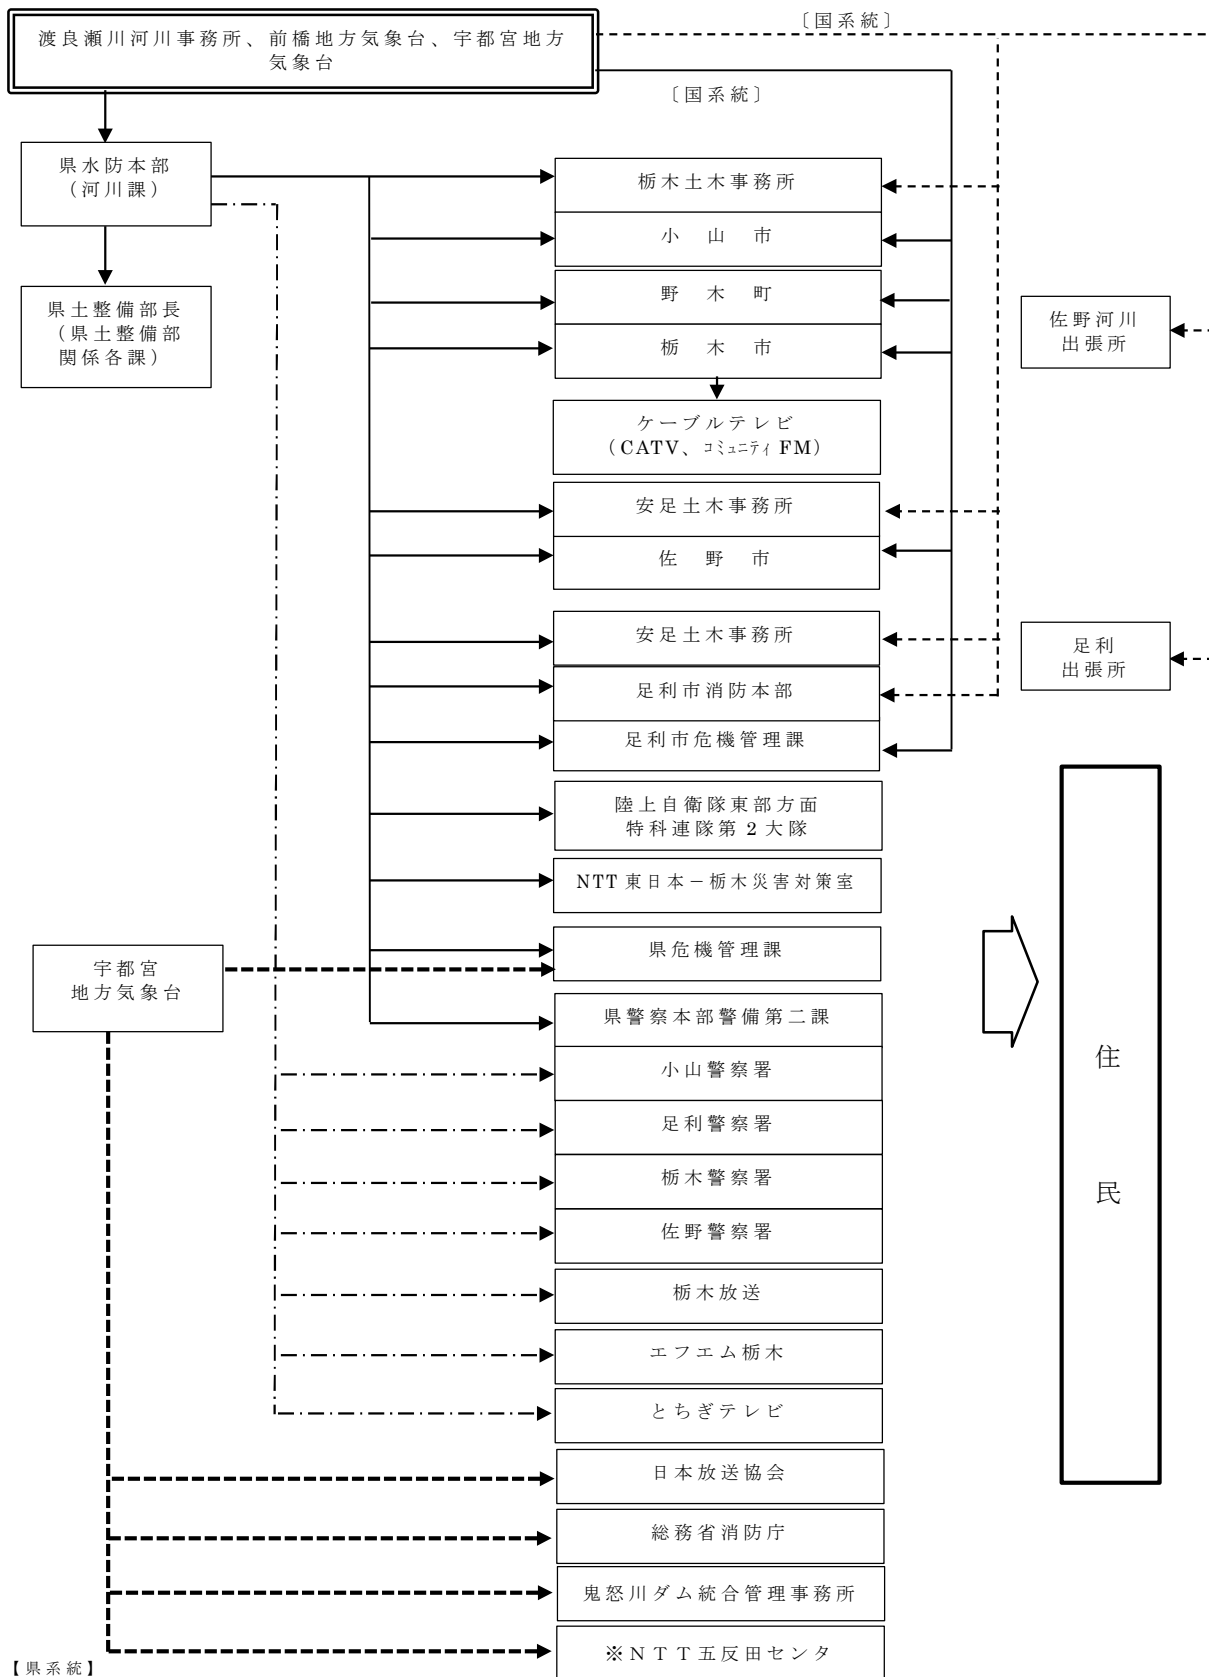 〔国系統〕
渡良瀬川河川事務所、前橋地方気象台、宇都宮地方
気象台
〔国系統〕
県水防本部
（河川課）
県土整備部長
（県土整備部
関係各課）
栃木土木事務所
小山市
野木町
栃木市
ケーブルテレビ
（CATV、コミュニティ FM）
安足土木事務所
佐野市
安足土木事務所
足利市消防本部
足利市危機管理課
陸上自衛隊東部方面
特科連隊第 2 大隊
NTT 東日本－栃木災害対策室
県危機管理課
県警察本部警備第二課
小山警察署
足利警察署
栃木警察署
佐野警察署
栃木放送
エフエム栃木
とちぎテレビ
日本放送協会
総務省消防庁
鬼怒川ダム統合管理事務所
※ＮＴＴ五反田センタ
佐野河川
出張所
足利
出張所
宇都宮
地方気象台
住
民
【県系統】